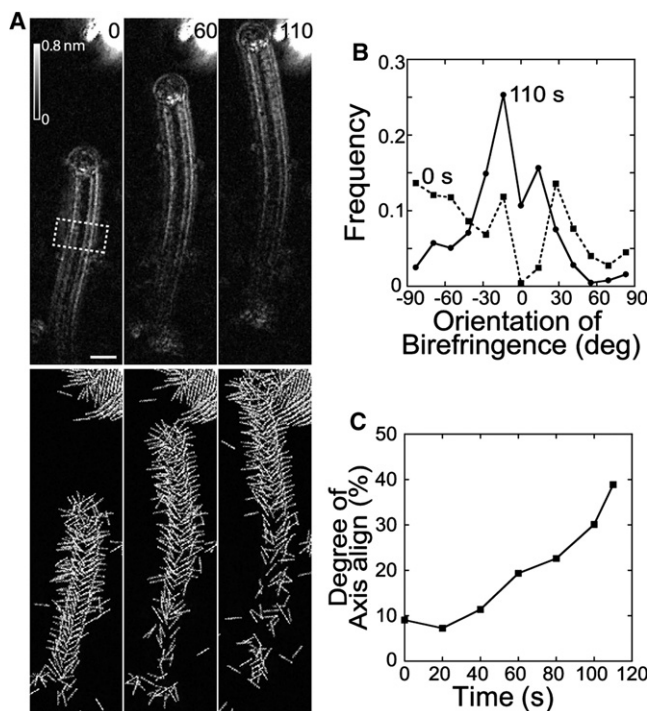 A
0
60
110
0.8 nm
0
B
0.3
0.2
0.1
0
Frequency
110 s
0 s
-90
-60
-30
0
30
60
90
Orientation of
Birefringence (deg)
C
50
40
30
20
10
0
Degree of
Axis align (%)
0
20
40
60
80
100
120
Time (s)